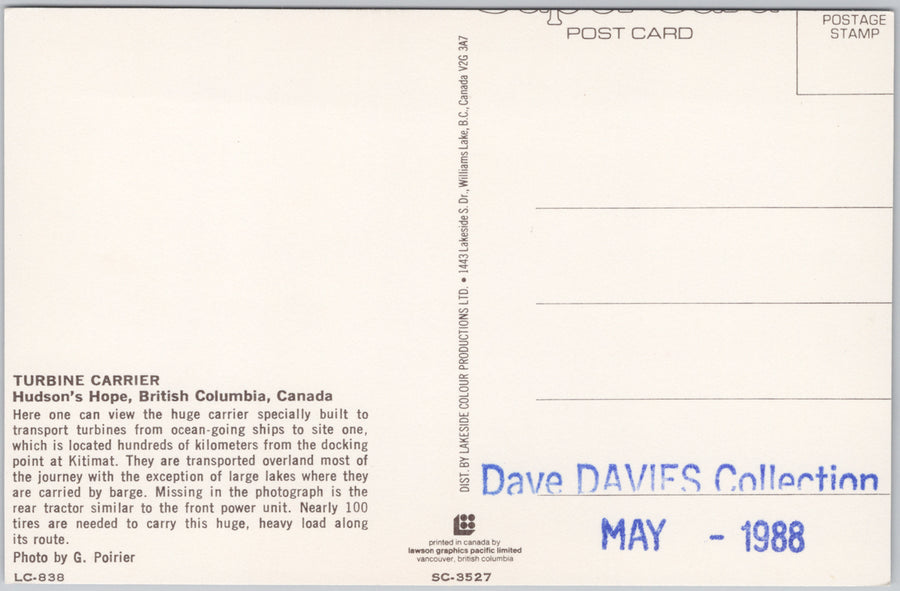 TURBINE CARRIER
Hudson's Hope, British Columbia, Canada
Here one can view the huge carrier specially built to
transport turbines from ocean-going ships to site one,
which is located hundreds of kilometers from the docking
point at Kitimat. They are transported overland most of
the journey with the exception of large lakes where they
are carried by barge. Missing in the photograph is the
rear tractor similar to the front power unit. Nearly 100
tires are needed to carry this huge, heavy load along
its route.
Photo by G. Poirier
LC-838
DIST. BY LAKESIDE COLOUR PRODUCTIONS LTD. • 1443 Lakeside S. Dr., Williams Lake, B.C., Canada V2G 3A7
printed in canada by
lawson graphics pacific limited
vancouver, british columbia
SC-3527
POST CARD
POSTAGE
STAMP
Dave DAVIES Collection
MAY - 1988